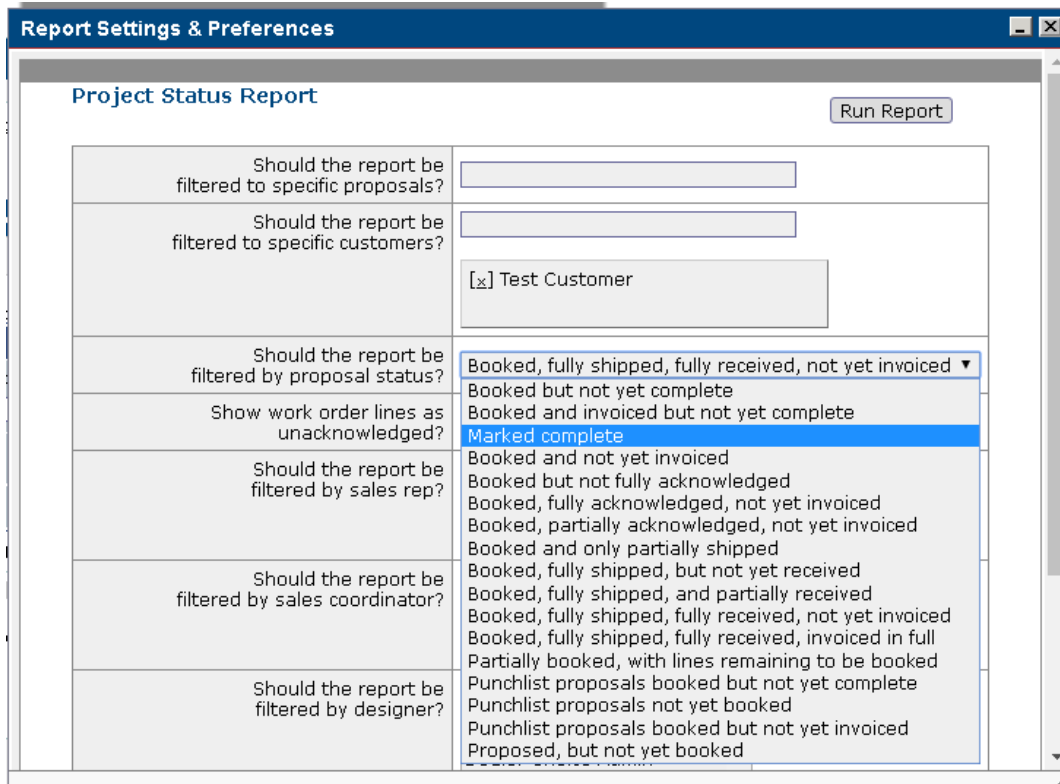 Report Settings & Preferences
Project Status Report
Run Report
Should the report be
filtered to specific proposals?
Should the report be
filtered to specific customers?
[x] Test Customer
Should the report be
filtered by proposal status?
Booked, fully shipped, fully received, not yet invoiced
Show work order lines as
unacknowledged?
Should the report be
filtered by sales rep?
Should the report be
filtered by sales coordinator?
Should the report be
filtered by designer?
Booked but not yet complete
Booked and invoiced but not yet complete
Marked complete
Booked and not yet invoiced
Booked but not fully acknowledged
Booked, fully acknowledged, not yet invoiced
Booked, partially acknowledged, not yet invoiced
Booked and only partially shipped
Booked, fully shipped, but not yet received
Booked, fully shipped, and partially received
Booked, fully shipped, fully received, not yet invoiced
Booked, fully shipped, fully received, invoiced in full
Partially booked, with lines remaining to be booked
Punchlist proposals booked but not yet complete
Punchlist proposals not yet booked
Punchlist proposals booked but not yet invoiced
Proposed, but not yet booked